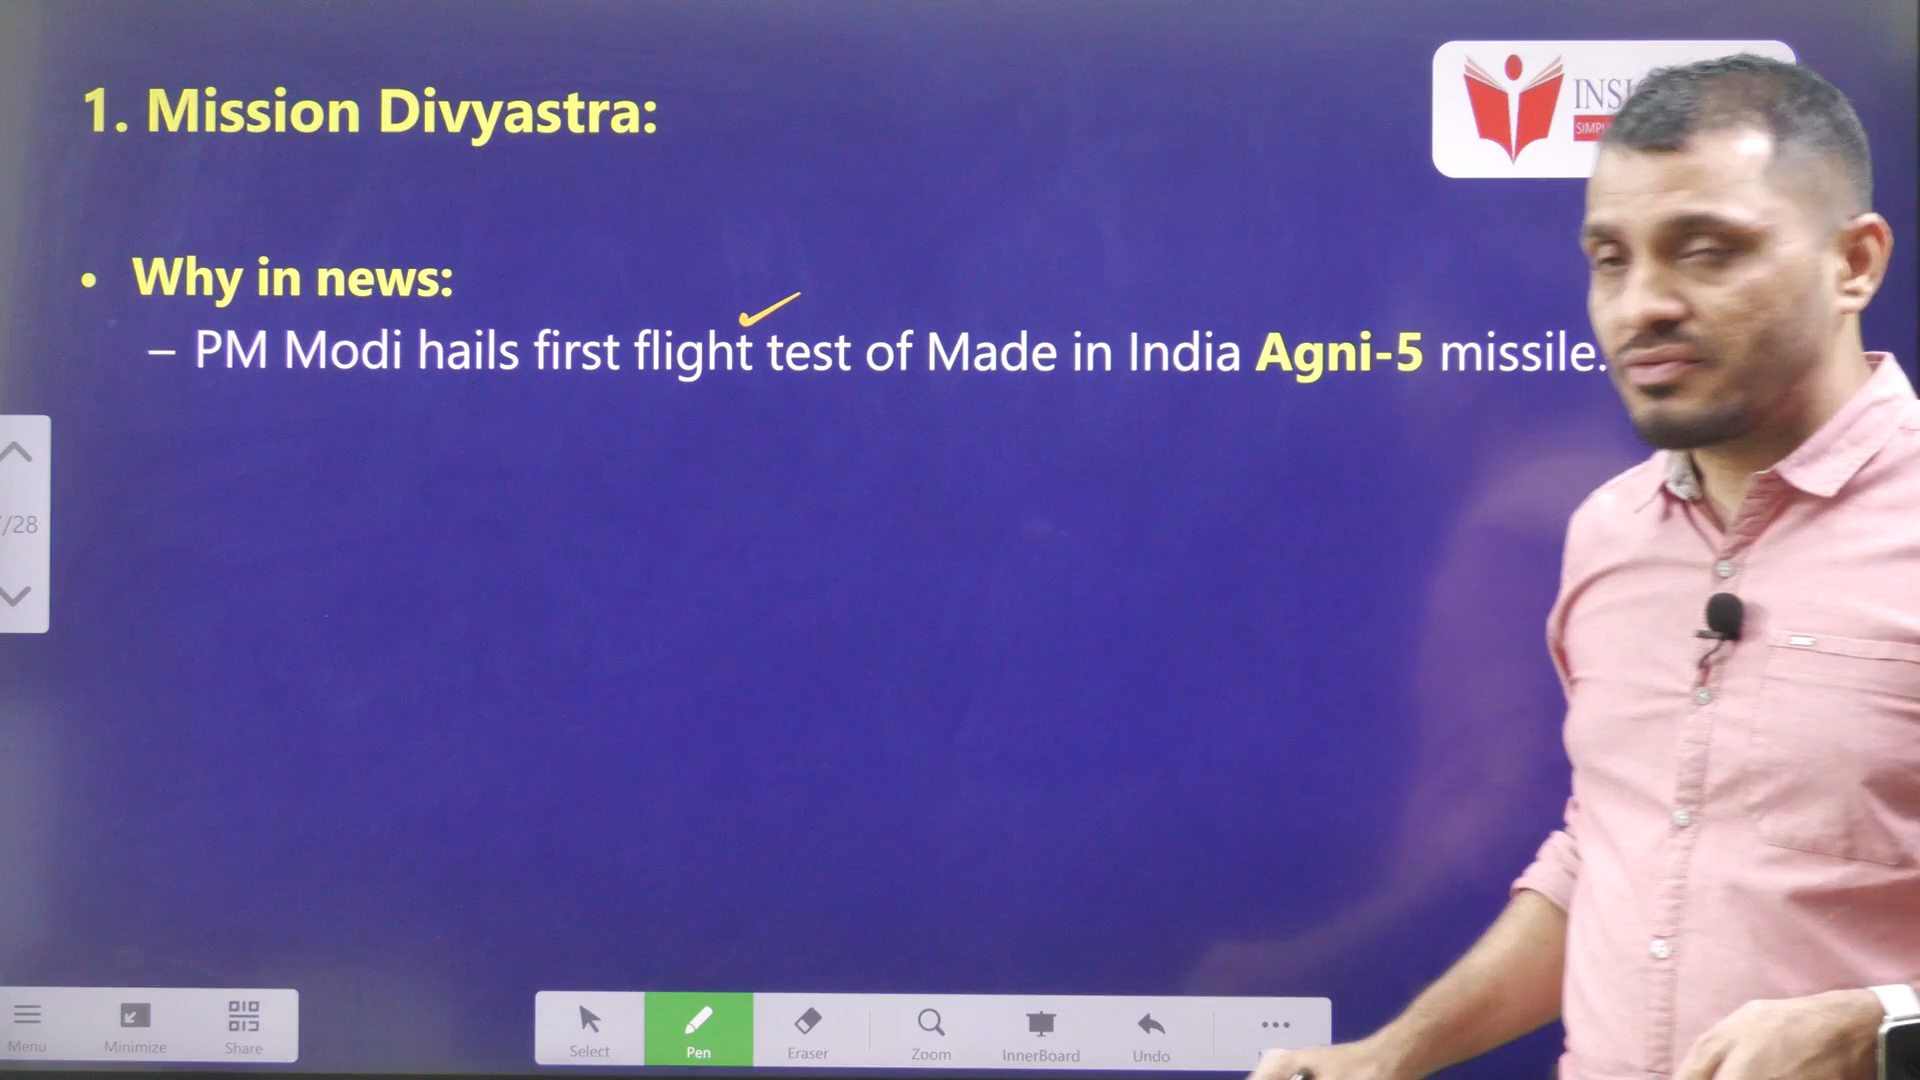 1. Mission Divyastra:
• Why in news:
– PM Modi hails first flight test of Made in India Agni-5 missile.
/28
Menu
Minimize
Share
Select
Pen
Eraser
Zoom
InnerBoard
Undo